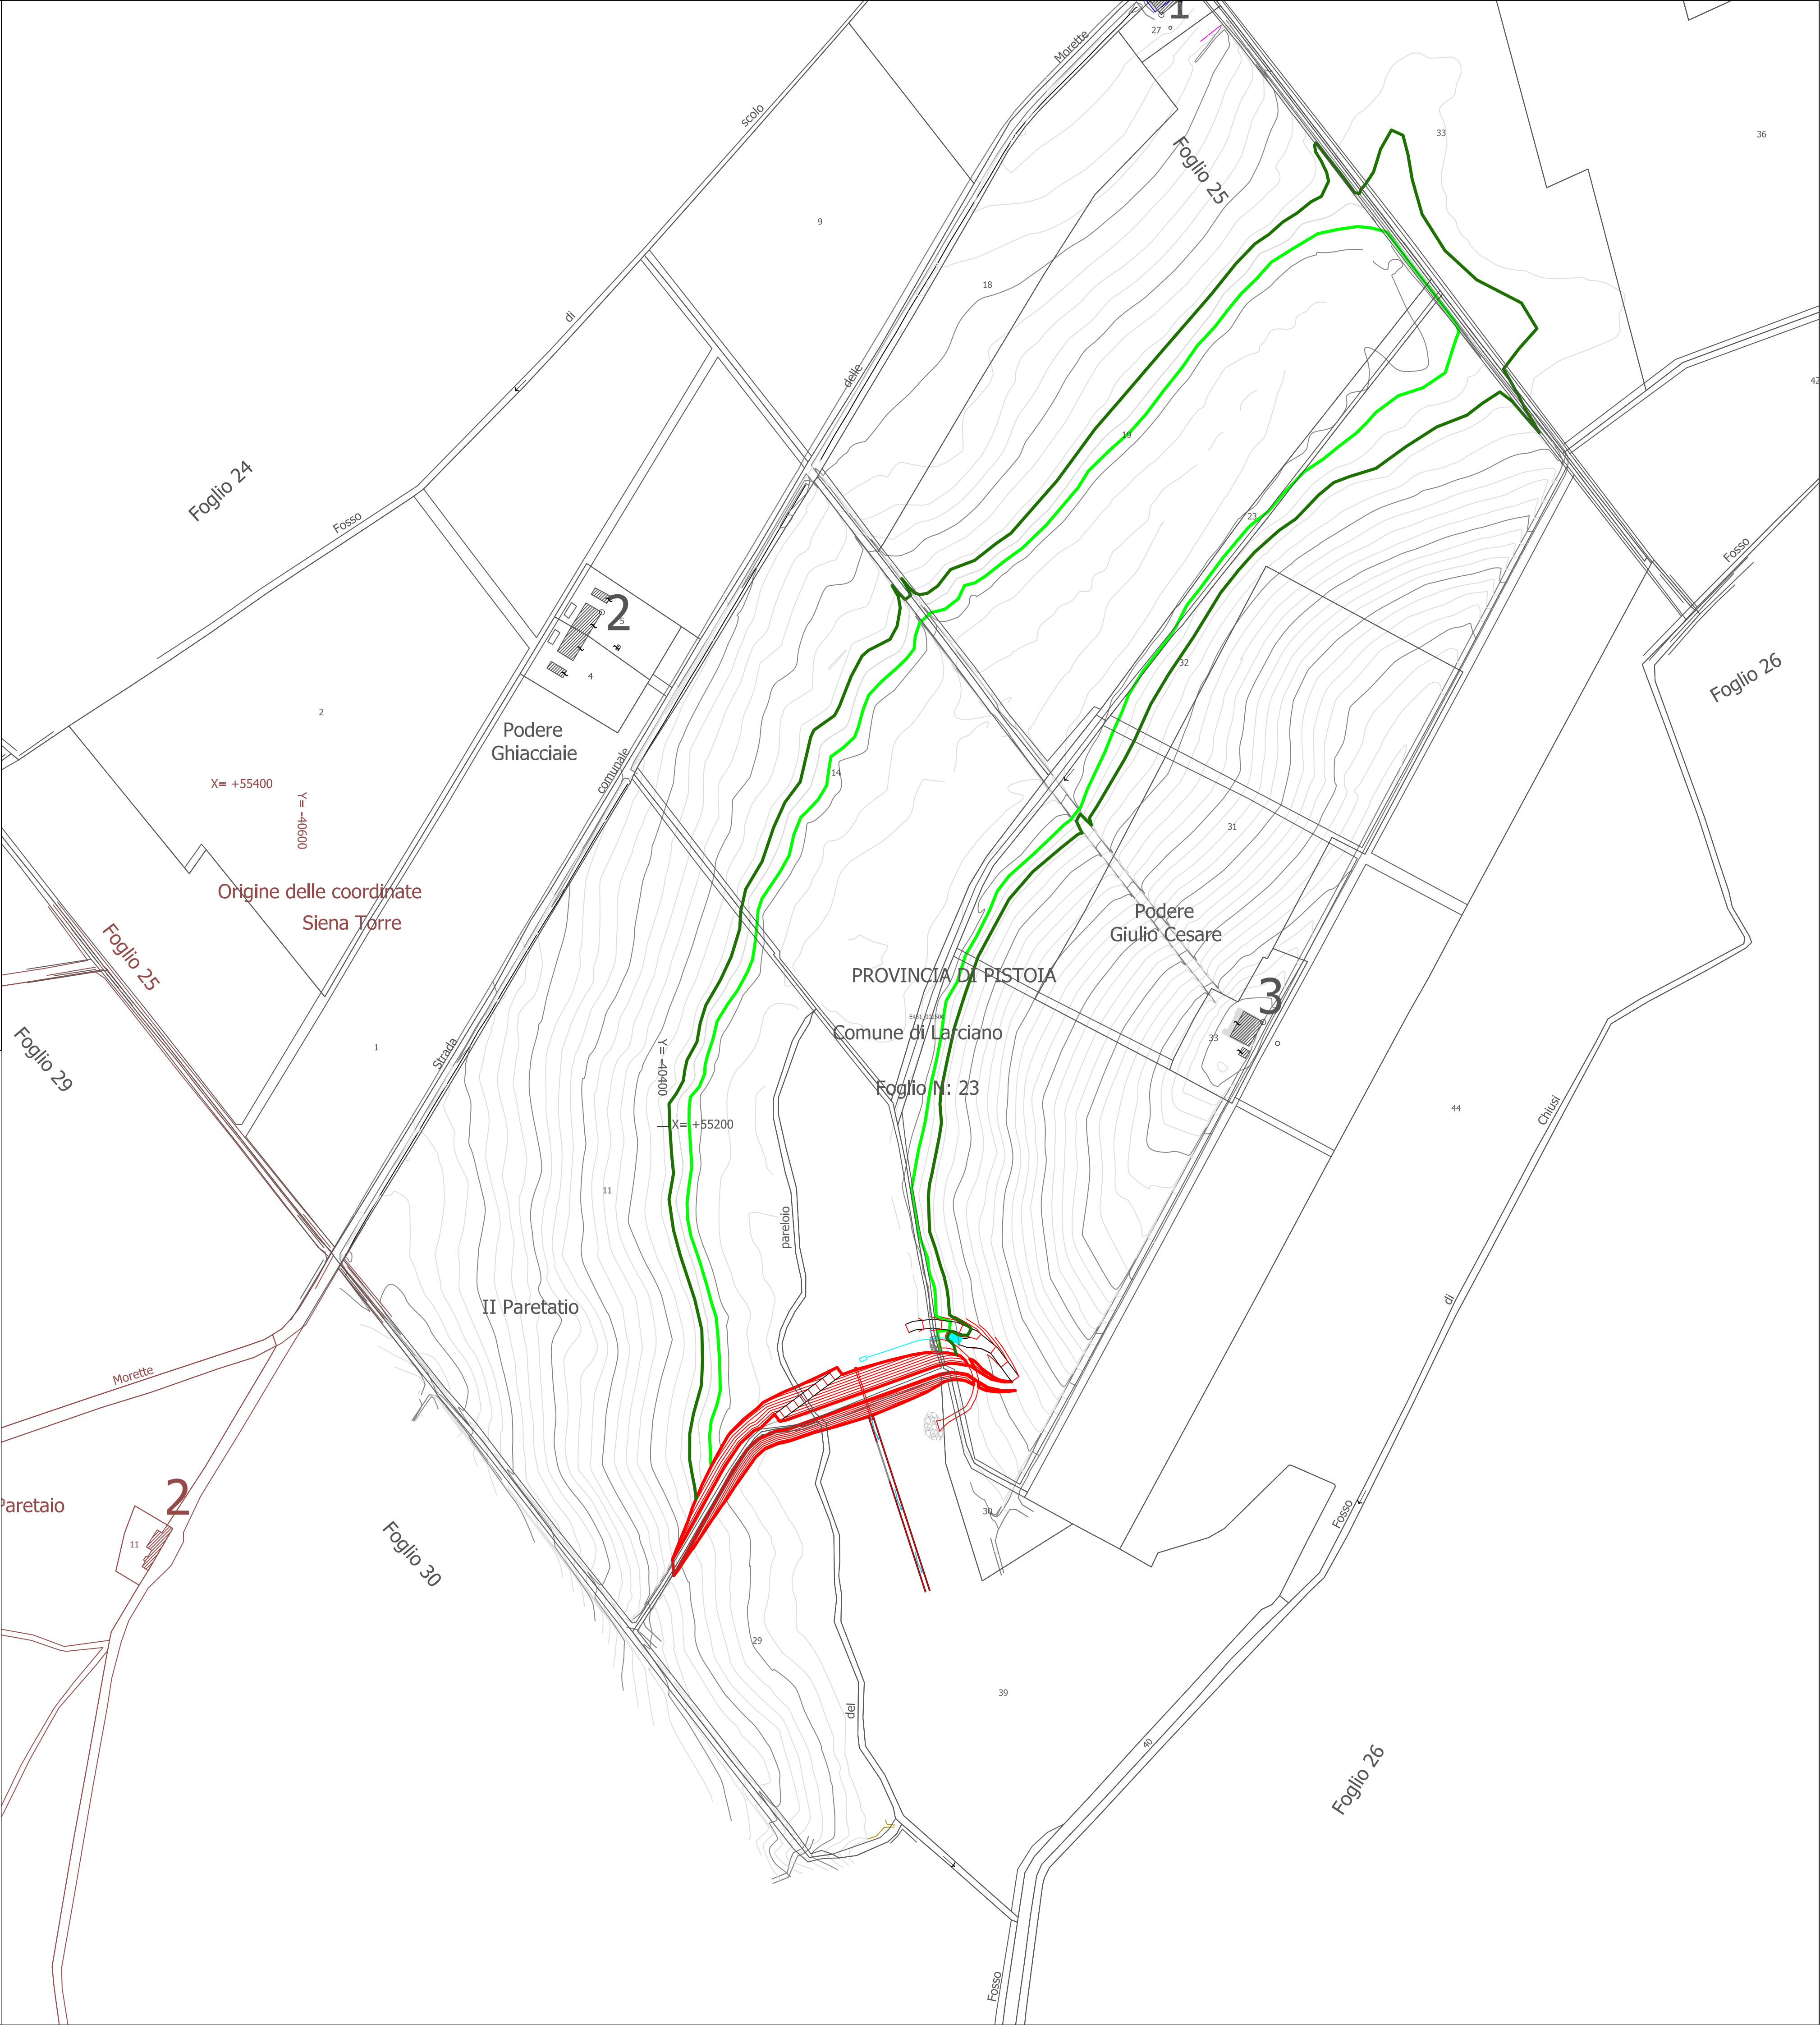 1
27
Morette
scolo
33
36
Foglio 25
9
18
di
delle
42
19
Foglio 24
Fosso
23
Fosso
2
5
4
32
Foglio 26
2
Podere
Ghiacciaie
comunale
14
X= +55400
Y= -40600
31
Origine delle coordinate
Siena Torre
Podere
Giulio Cesare
Foglio 25
PROVINCIA DI PISTOIA
3
Comune di Larciano
33
Foglio 29
1
Strada
Y= -40400
Foglio N: 23
X= +55200
44
Chiusi
11
pareloio
II Paretatio
di
Morette
2
Paretaio
11
Foglio 30
30
Fosso
29
39
del
40
Foglio 26
Fosso